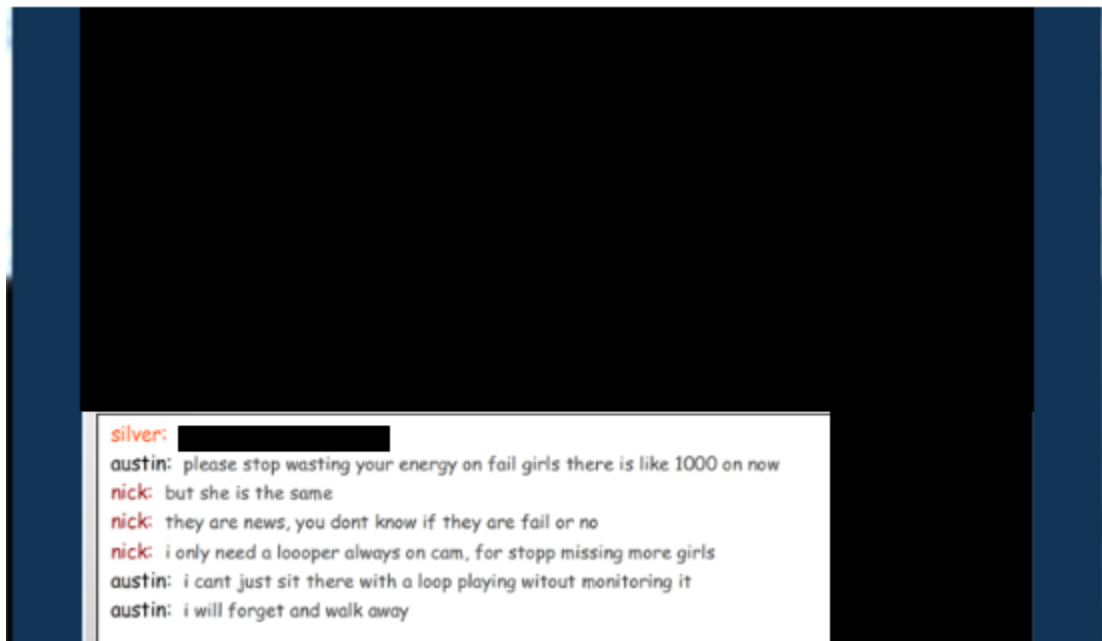 silver:
austin: please stop wasting your energy on fail girls there is like 1000 on now
nick: but she is the same
nick: they are news, you dont know if they are fail or no
nick: i only need a loooper always on cam, for stopp missing more girls
austin: i cant just sit there with a loop playing witout monitoring it
austin: i will forget and walk away